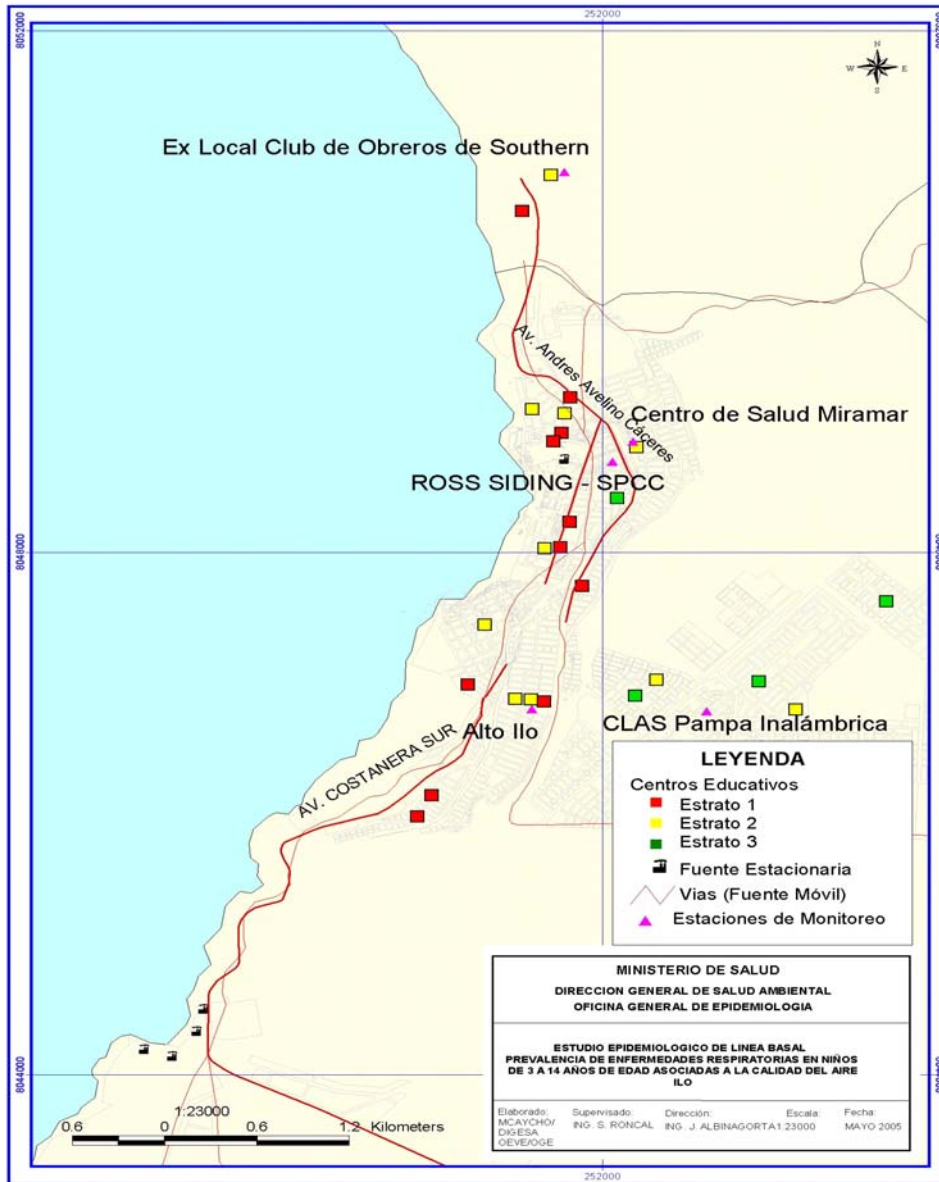 252000
8052000
N
W E
S
Ex Local Club de Obreros de Southern
Av. Andres Avelino Cáceres
Centro de Salud Miramar
ROSS SIDING - SPCC
8048000
CLAS Pampa Inalámbrica
Alto Ilo
AV. COSTANERA SUR
LEYENDA
Centros Educativos
Estrato 1
Estrato 2
Estrato 3
Fuente Estacionaria
Vias (Fuente Móvil)
Estaciones de Monitoreo
MINISTERIO DE SALUD
DIRECCION GENERAL DE SALUD AMBIENTAL
OFICINA GENERAL DE EPIDEMIOLOGIA
ESTUDIO EPIDEMIOLOGICO DE LINEA BASAL
PREVALENCIA DE ENFERMEDADES RESPIRATORIAS EN NIÑOS
DE 3 A 14 AÑOS DE EDAD ASOCIADAS A LA CALIDAD DEL AIRE
ILO
Elaborado: Supervisado: Dirección: Escala: Fecha:
MCAYCHO/ ING. S. RONCAL ING. J. ALBINAGORTA 1:23000 MAYO 2005
DIGESA
OEVE/OGE
8044000
1:23000
0.6 0 0.6 1.2 Kilometers
252000